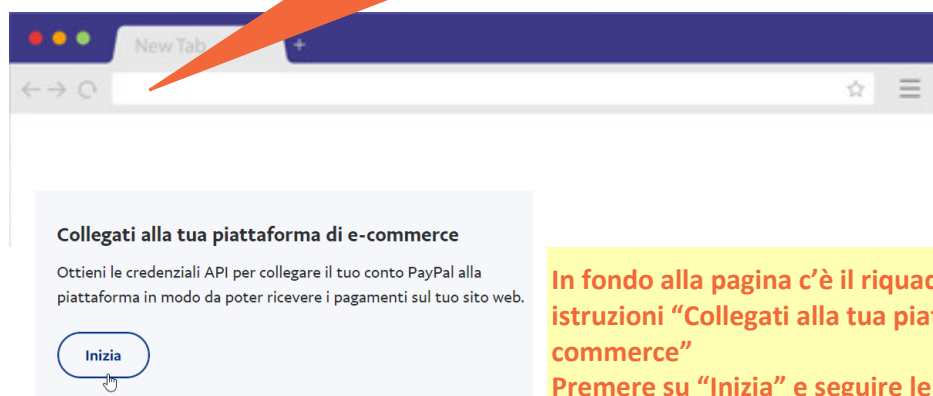 New Tab
Collegati alla tua piattaforma di e-commerce
Ottieni le credenziali API per collegare il tuo conto PayPal alla
piattaforma in modo da poter ricevere i pagamenti sul tuo sito web.
Inizia
In fondo alla pagina c'è il
istruzioni “Collegati alla tua
commerce”
Premere su “Inizia” e seguire le